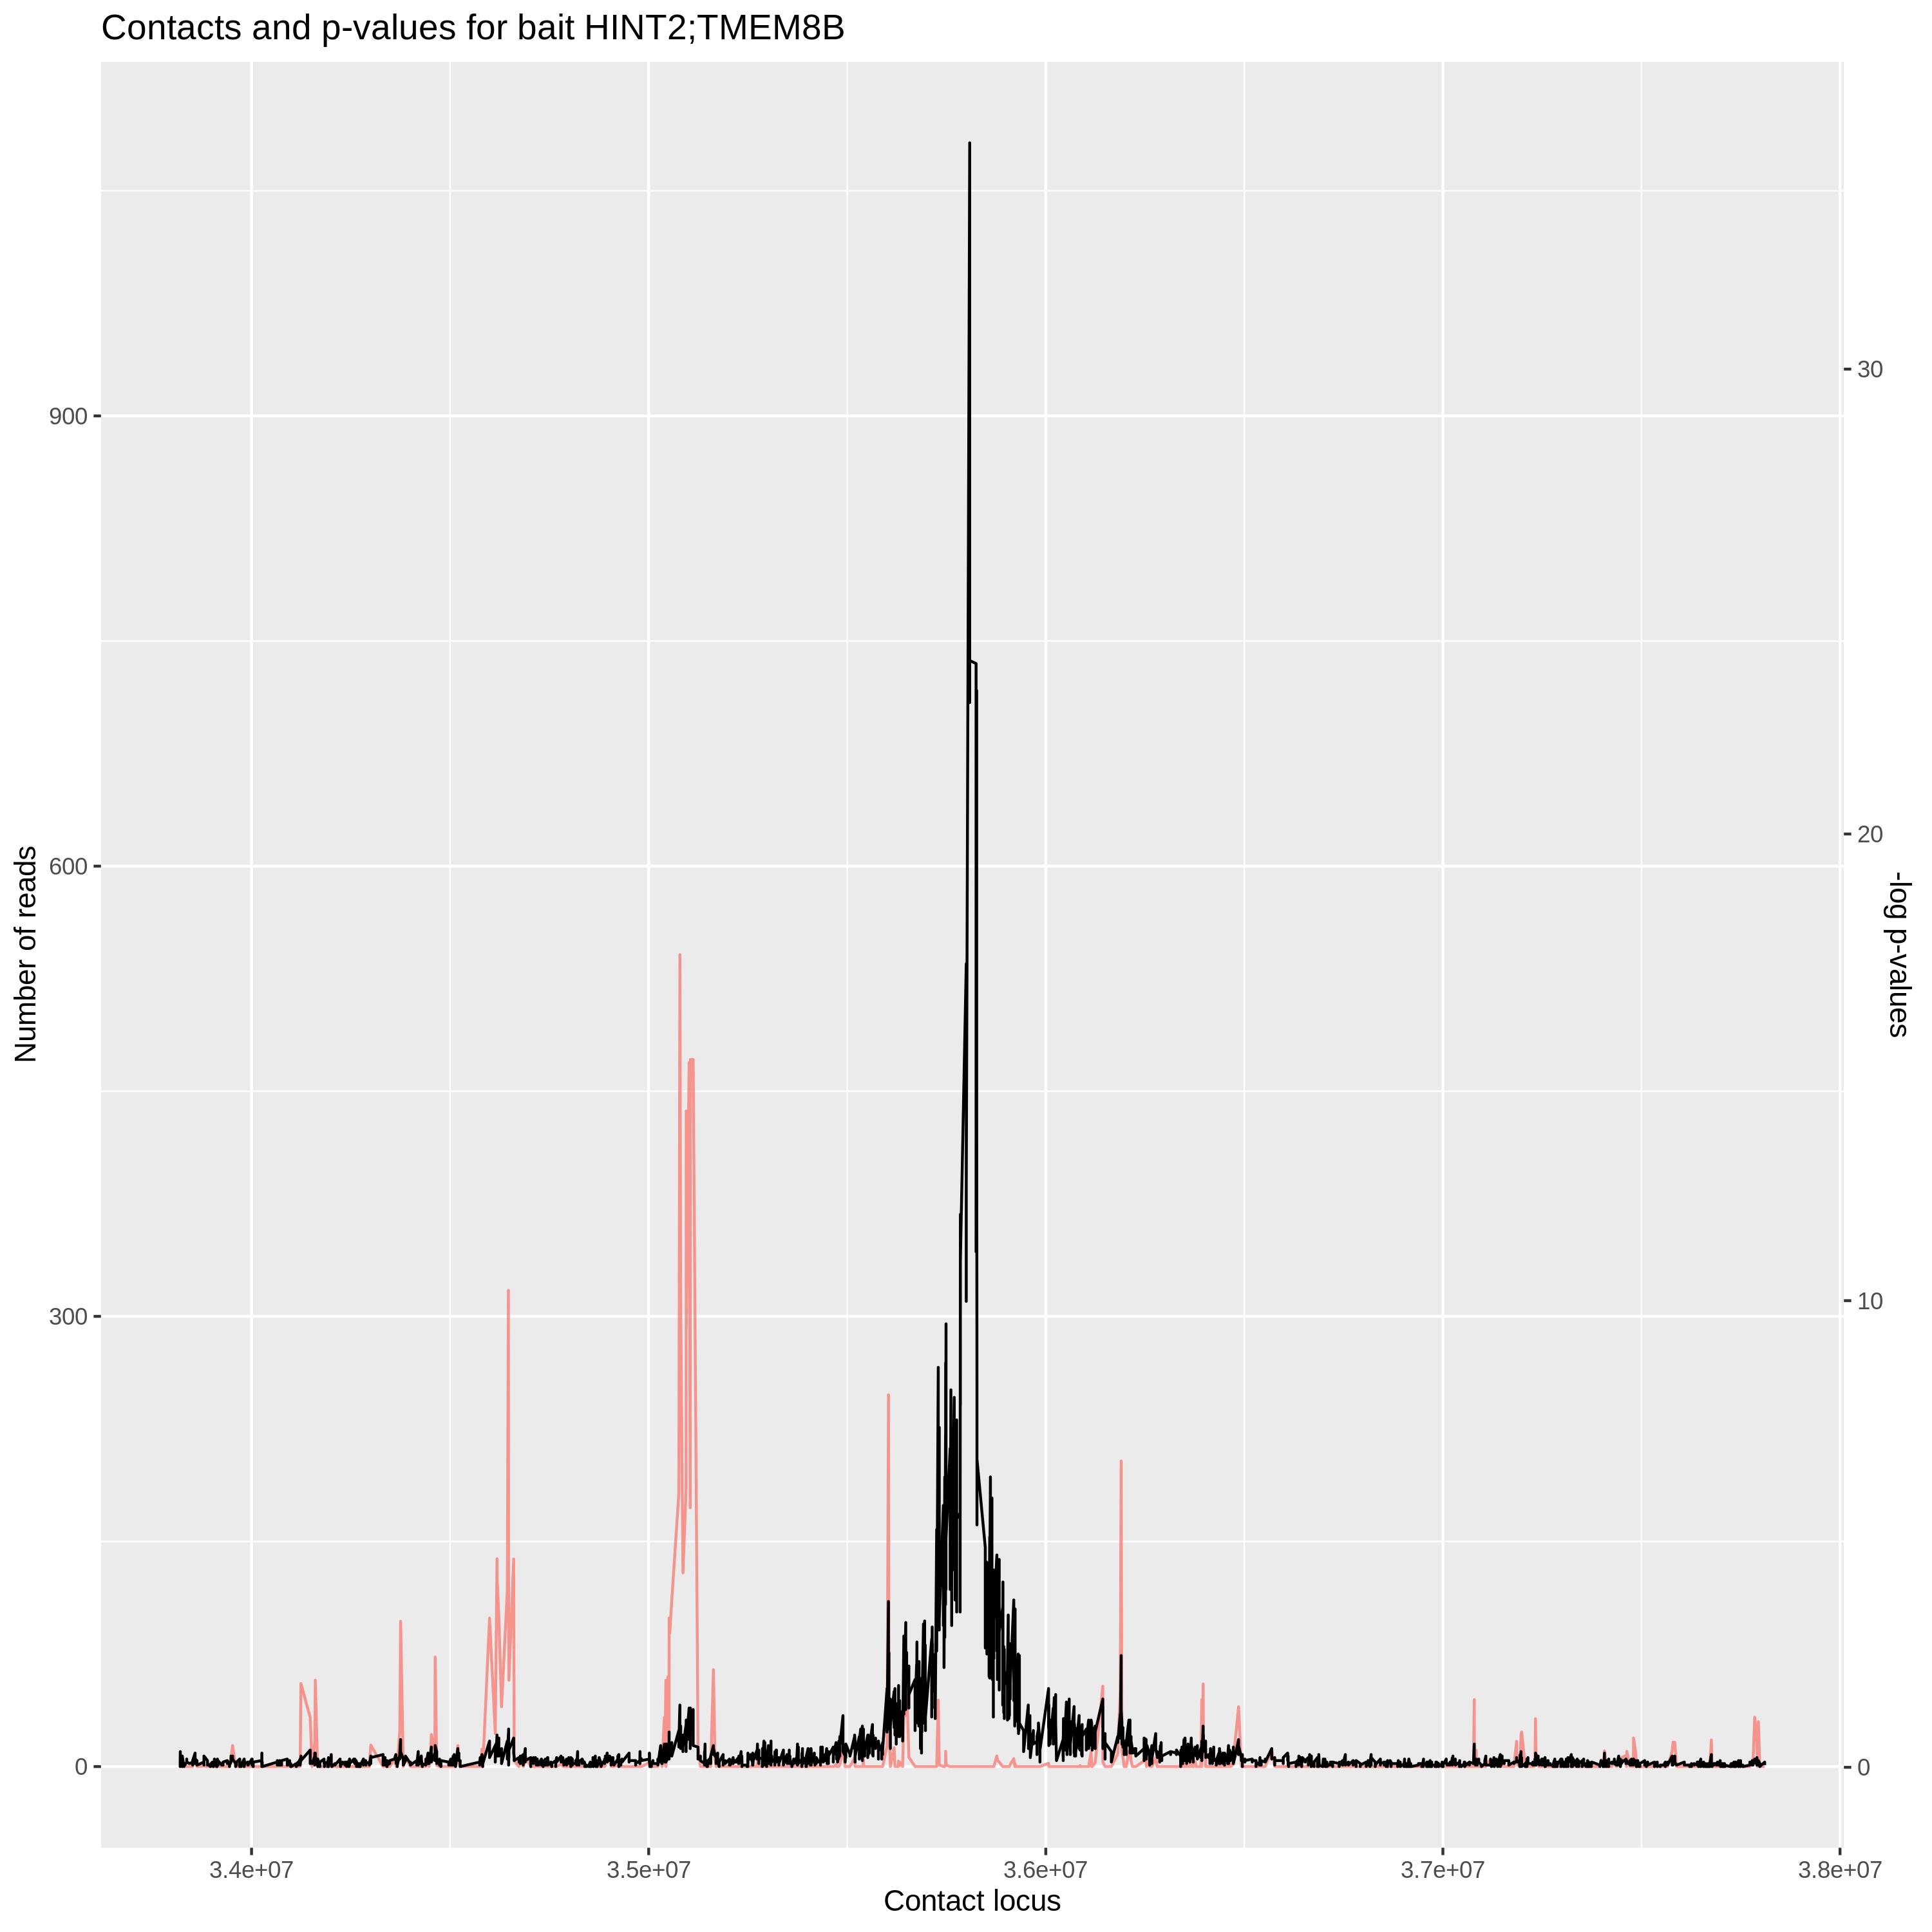 Contacts and p-values for bait HINT2;TMEM8B
900
600
300
0
Number of reads
30
20
10
0
-log p-values
3.4e+07
3.5e+07
3.6e+07
3.7e+07
3.8e+07
Contact locus